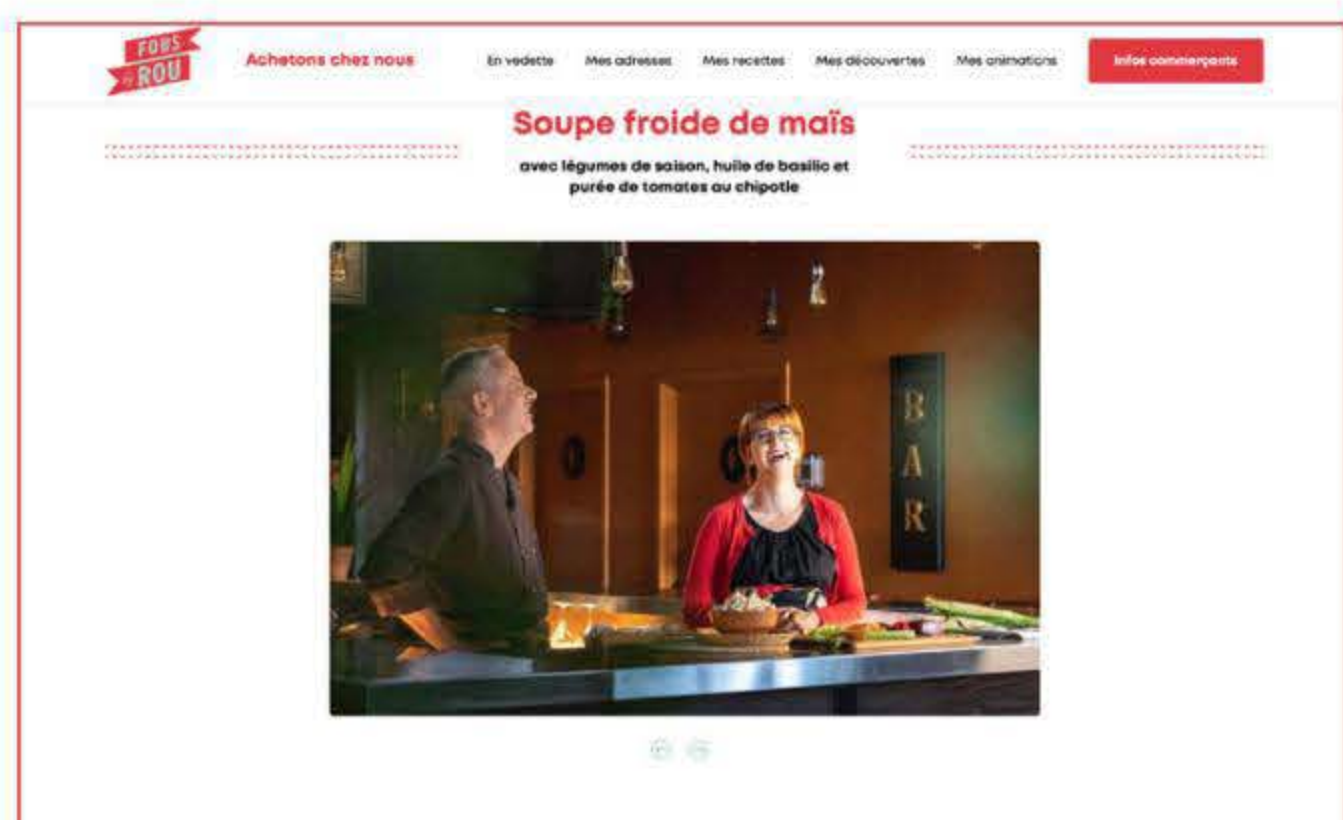 FOUS
ROU
Achetons chez nous
En vedette
Mes adresses
Mes recettes
Mes découvertes
Mes animations
Infos commerçants
Soupe froide de maïs
avec légumes de saison, huile de basilic et
purée de tomates au chipotle
BAR